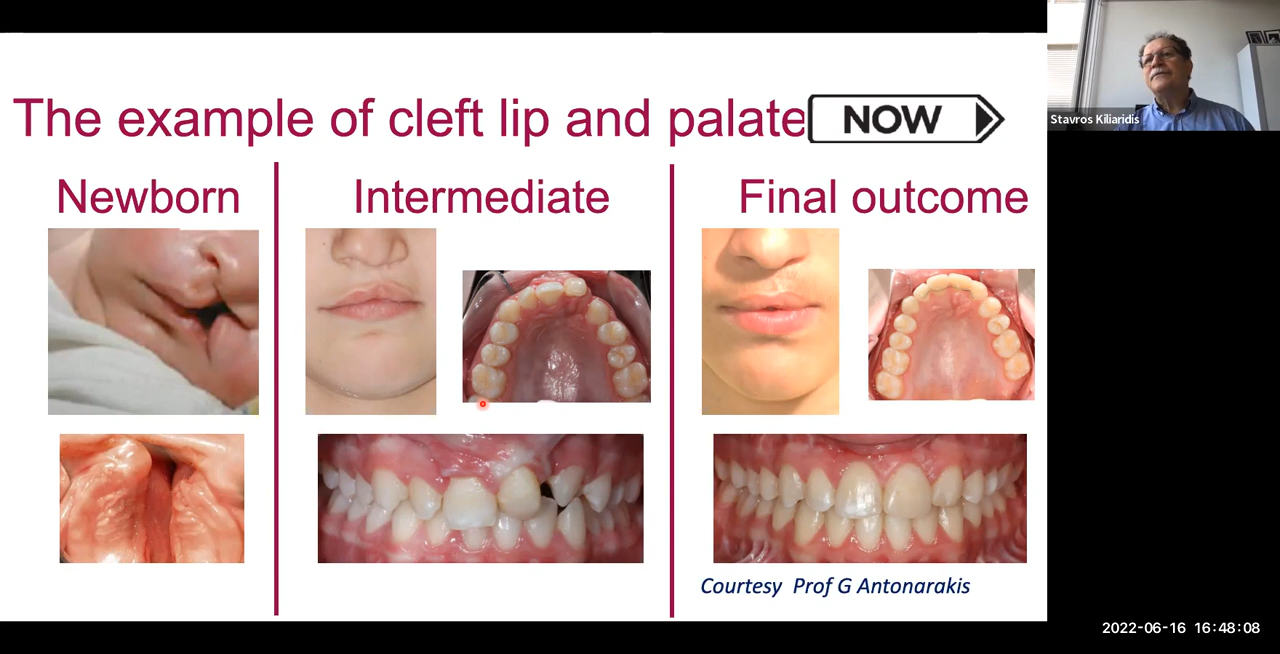 The example of cleft lip and palate NOW
Newborn
Intermediate
Final outcome
Courtesy Prof G Antonarakis
Stavros Kiliaridis
2022-06-16 16:48:08